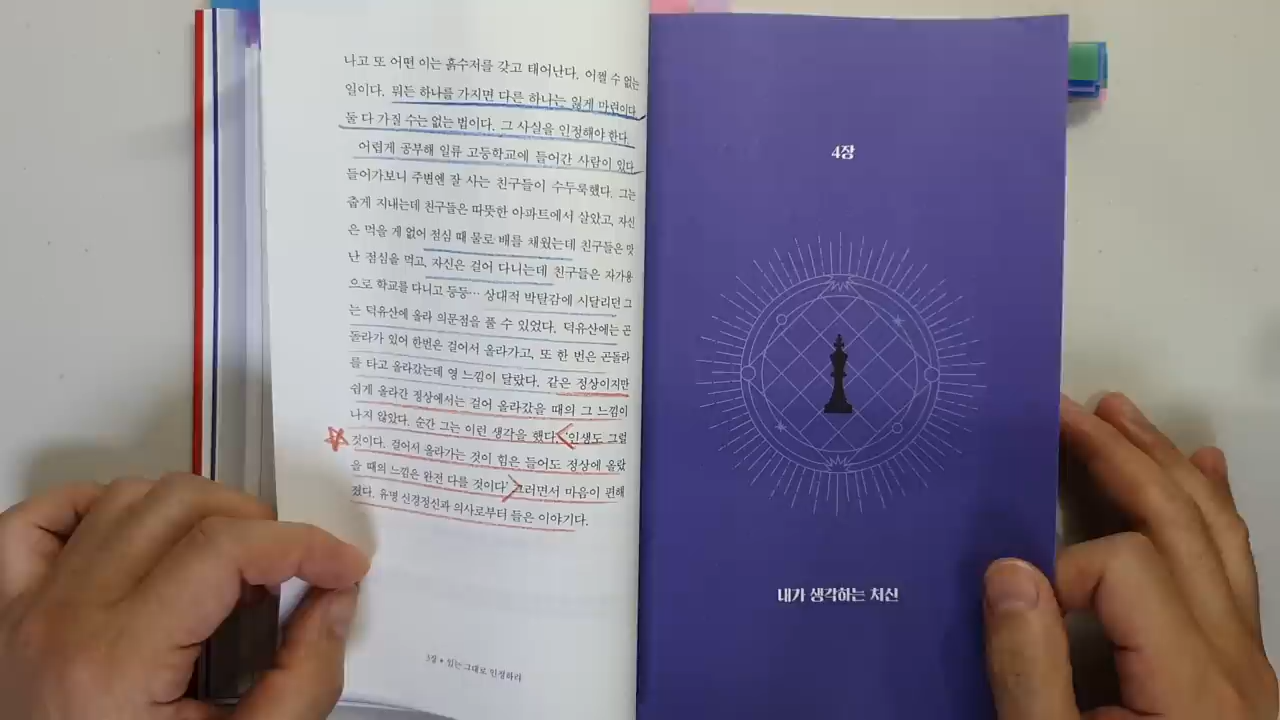 나고 또 어떤 이는 흙수저를 갖고 태어난다. 어쩔 수 없는
일이다. 뭐든 하나를 가지면 다른 하나는 잃게 마련이다.
둘 다 가질 수는 없는 법이다. 그 사실을 인정해야 한다.
어렵게 공부해 일류 고등학교에 들어간 사람이 있다.
들어가보니 주변엔 잘 사는 친구들이 수두룩했다. 그는
춥게 지내는데 친구들은 따뜻한 아파트에서 살았고, 자신
은 먹을 게 없어 점심 때 물로 배를 채웠는데 친구들은 맛
난 점심을 먹고, 자신은 걸어 다니는데 친구들은 자가용
으로 학교를 다니고 등등… 상대적 박탈감에 시달리던 그
는 덕유산에 올라 의문점을 풀 수 있었다. 덕유산에는 곤
돌라가 있어 한번은 걸어서 올라가고, 또 한 번은 곤돌라
를 타고 올라갔는데 영 느낌이 달랐다. 같은 정상이지만
쉽게 올라간 정상에서는 걸어 올라갔을 때의 그 느낌이
나지 않았다. 순간 그는 이런 생각을 했다. '인생도 그럴
것이다. 걸어서 올라가는 것이 힘은 들어도 정상에 올랐
을 때의 느낌은 완전 다를 것이다.' 그러면서 마음이 편해
졌다. 유명 신경정신과 의사로부터 들은 이야기다.
3장 • 있는 그대로 인정하라
4장
내가 생각하는 처신